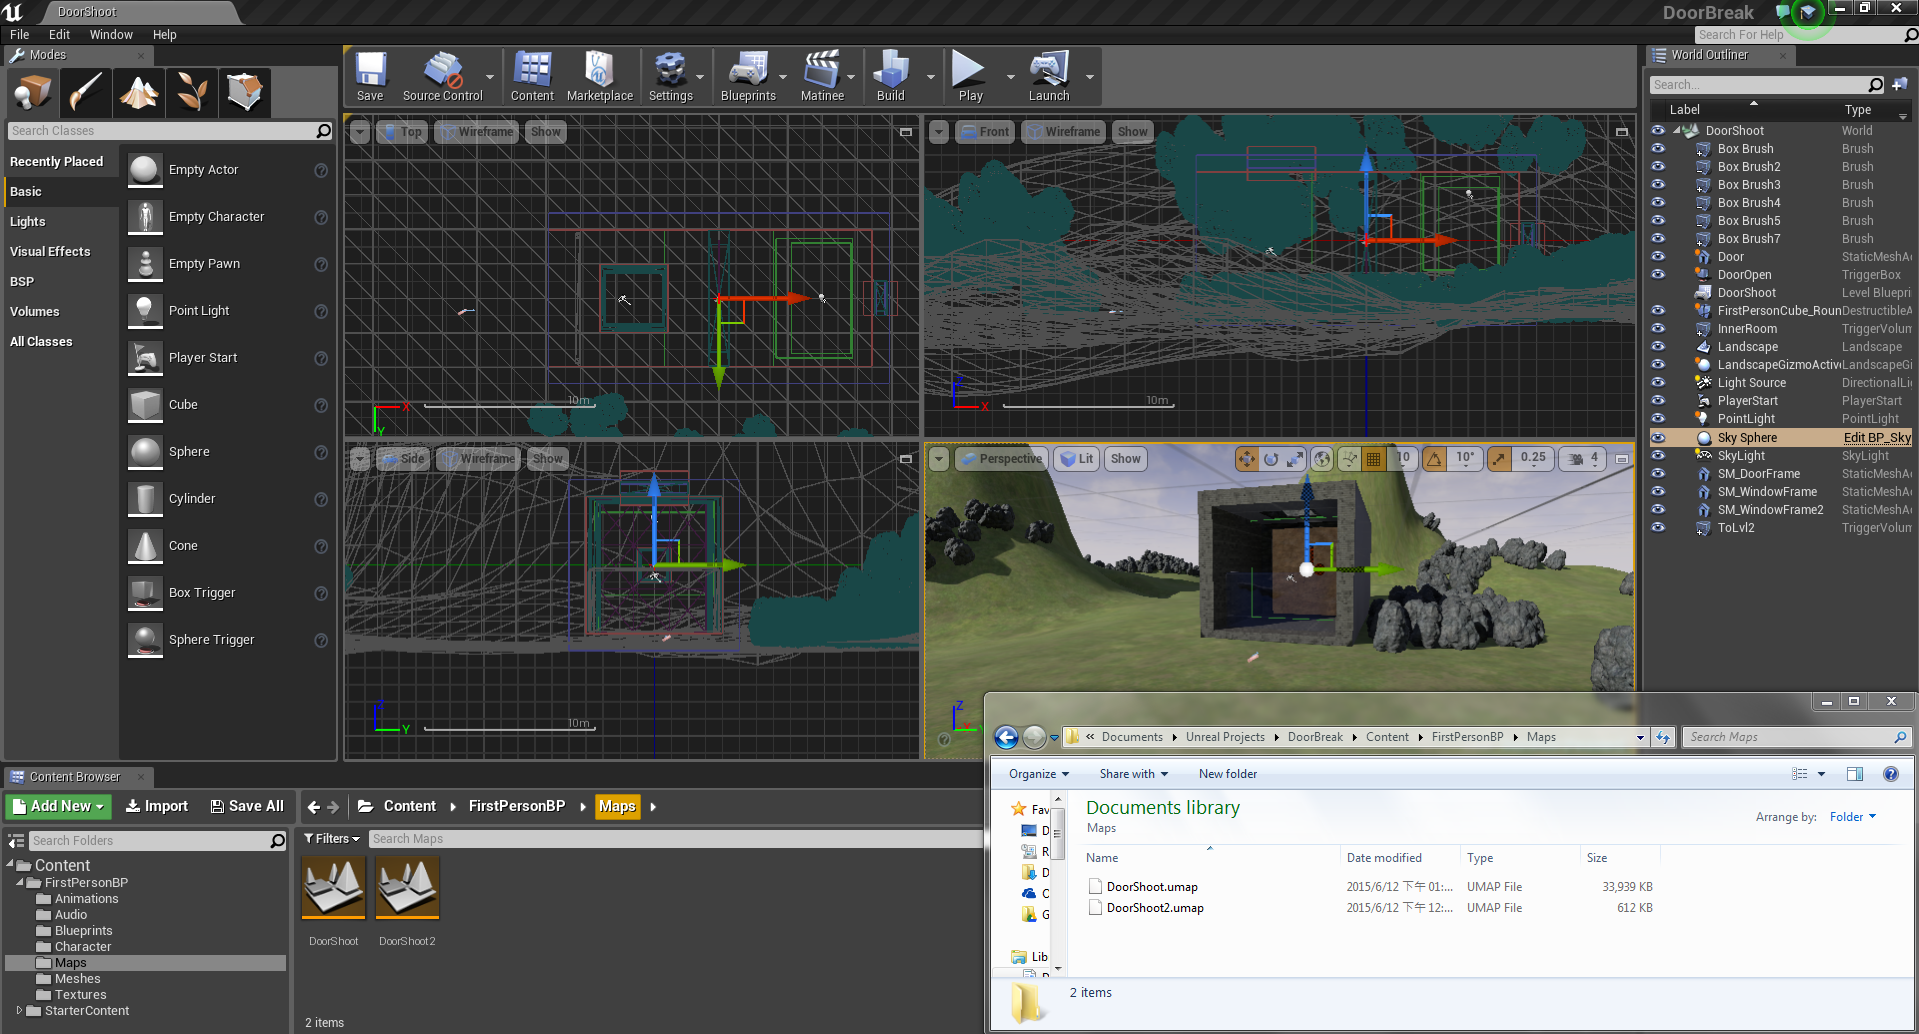 DoorShoot
DoorBreak
File Edit Window Help
Search For Help
Modes
Search Classes
Recently Placed
Basic
Lights
Visual Effects
BSP
Volumes
All Classes
Empty Actor
Empty Character
Empty Pawn
Point Light
Player Start
Cube
Sphere
Cylinder
Cone
Box Trigger
Sphere Trigger
Save
Source Control
Content
Marketplace
Settings
Blueprints
Matinee
Build
Play
Launch
Top Wireframe Show
10m
X
Y
Front Wireframe Show
10m
X
Side Wireframe Show
10m
Z
Y
Perspective Lit Show
10 10° 0.25 4
Z
X
World Outliner
Search...
Label Type
DoorShoot World
Box Brush Brush
Box Brush2 Brush
Box Brush3 Brush
Box Brush4 Brush
Box Brush5 Brush
Box Brush7 Brush
Door StaticMeshAc
DoorOpen TriggerBox
DoorShoot Level Blueprin
FirstPersonCube_Roun DestructibleA
InnerRoom TriggerVolum
Landscape Landscape
LandscapeGizmoActive LandscapeGi
Light Source DirectionalLi
PlayerStart PlayerStart
PointLight PointLight
Sky Sphere Edit BP_Sky
SkyLight SkyLight
SM_DoorFrame StaticMeshAc
SM_WindowFrame StaticMeshAc
SM_WindowFrame2 StaticMeshAc
ToLvl2 TriggerVolum
Content Browser
Add New Import Save All
Content FirstPersonBP Maps
Search Folders
Filters Search Maps
Content
FirstPersonBP
Animations
Audio
Blueprints
Character
Maps
Meshes
Textures
StarterContent
DoorShoot DoorShoot2
2 items
« Documents Unreal Projects DoorBreak Content FirstPersonBP Maps
Search Maps
Organize Share with New folder
Fav
D
R
D
C
G
Lib
Documents library
Maps
Arrange by: Folder
Name Date modified Type Size
DoorShoot.umap 2015/6/12 下午 01:... UMAP File 33,939 KB
DoorShoot2.umap 2015/6/12 下午 12:... UMAP File 612 KB
2 items